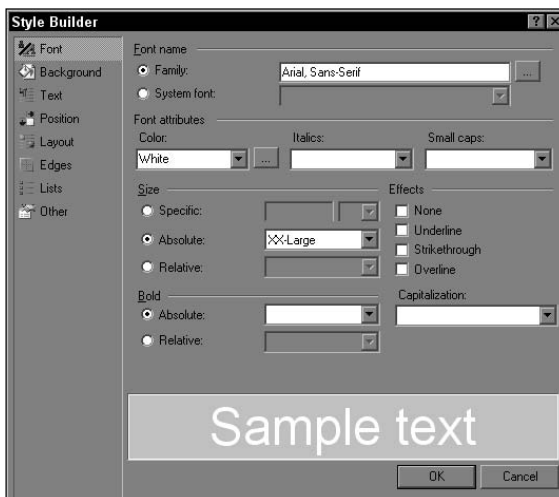 Style Builder
Font
Background
Text
Position
Layout
Edges
Lists
Other
Font name
Family: Arial, Sans-Serif ...
System font:
Font attributes
Color: Italics: Small caps:
White ...
Size Effects
Specific: None
Underline
Absolute: XX-Large
Strikethrough
Relative: Overline
Bold Capitalization:
Absolute:
Relative:
Sample text
OK Cancel